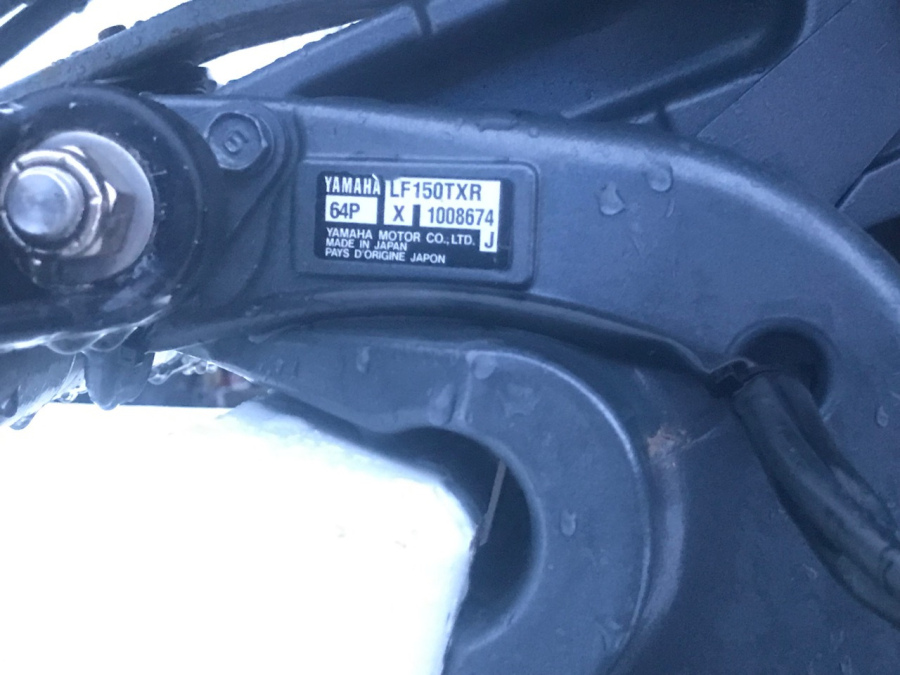 YAMAHA LF150TXR
64P X 1008674
YAMAHA MOTOR CO., LTD. J
MADE IN JAPAN
PAYS D'ORIGINE JAPON